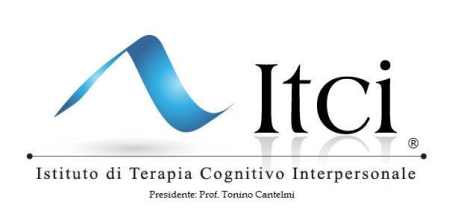 Itci
®
Istituto di Terapia Cognitivo Interpersonale
Presidente: Prof. Tonino Cantelmi